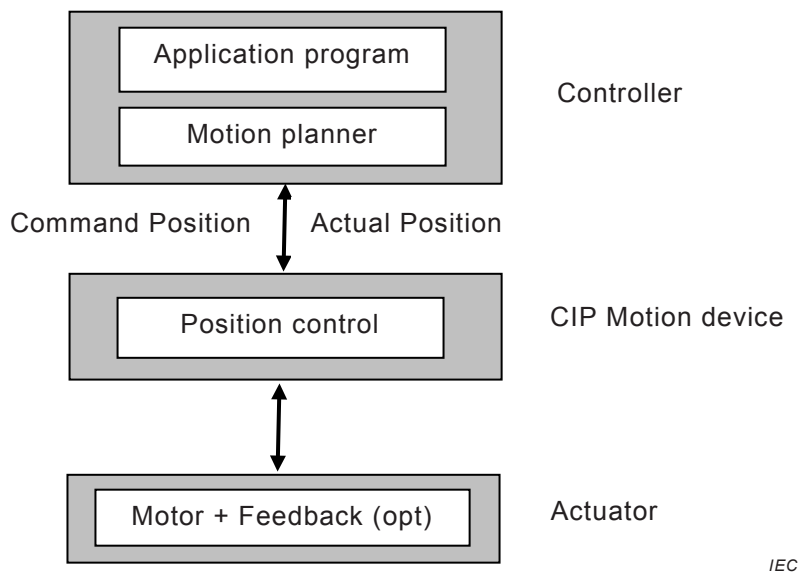 Application program
Controller
Motion planner
Command Position
Actual Position
Position control
CIP Motion device
Motor + Feedback (opt)
Actuator
IEC